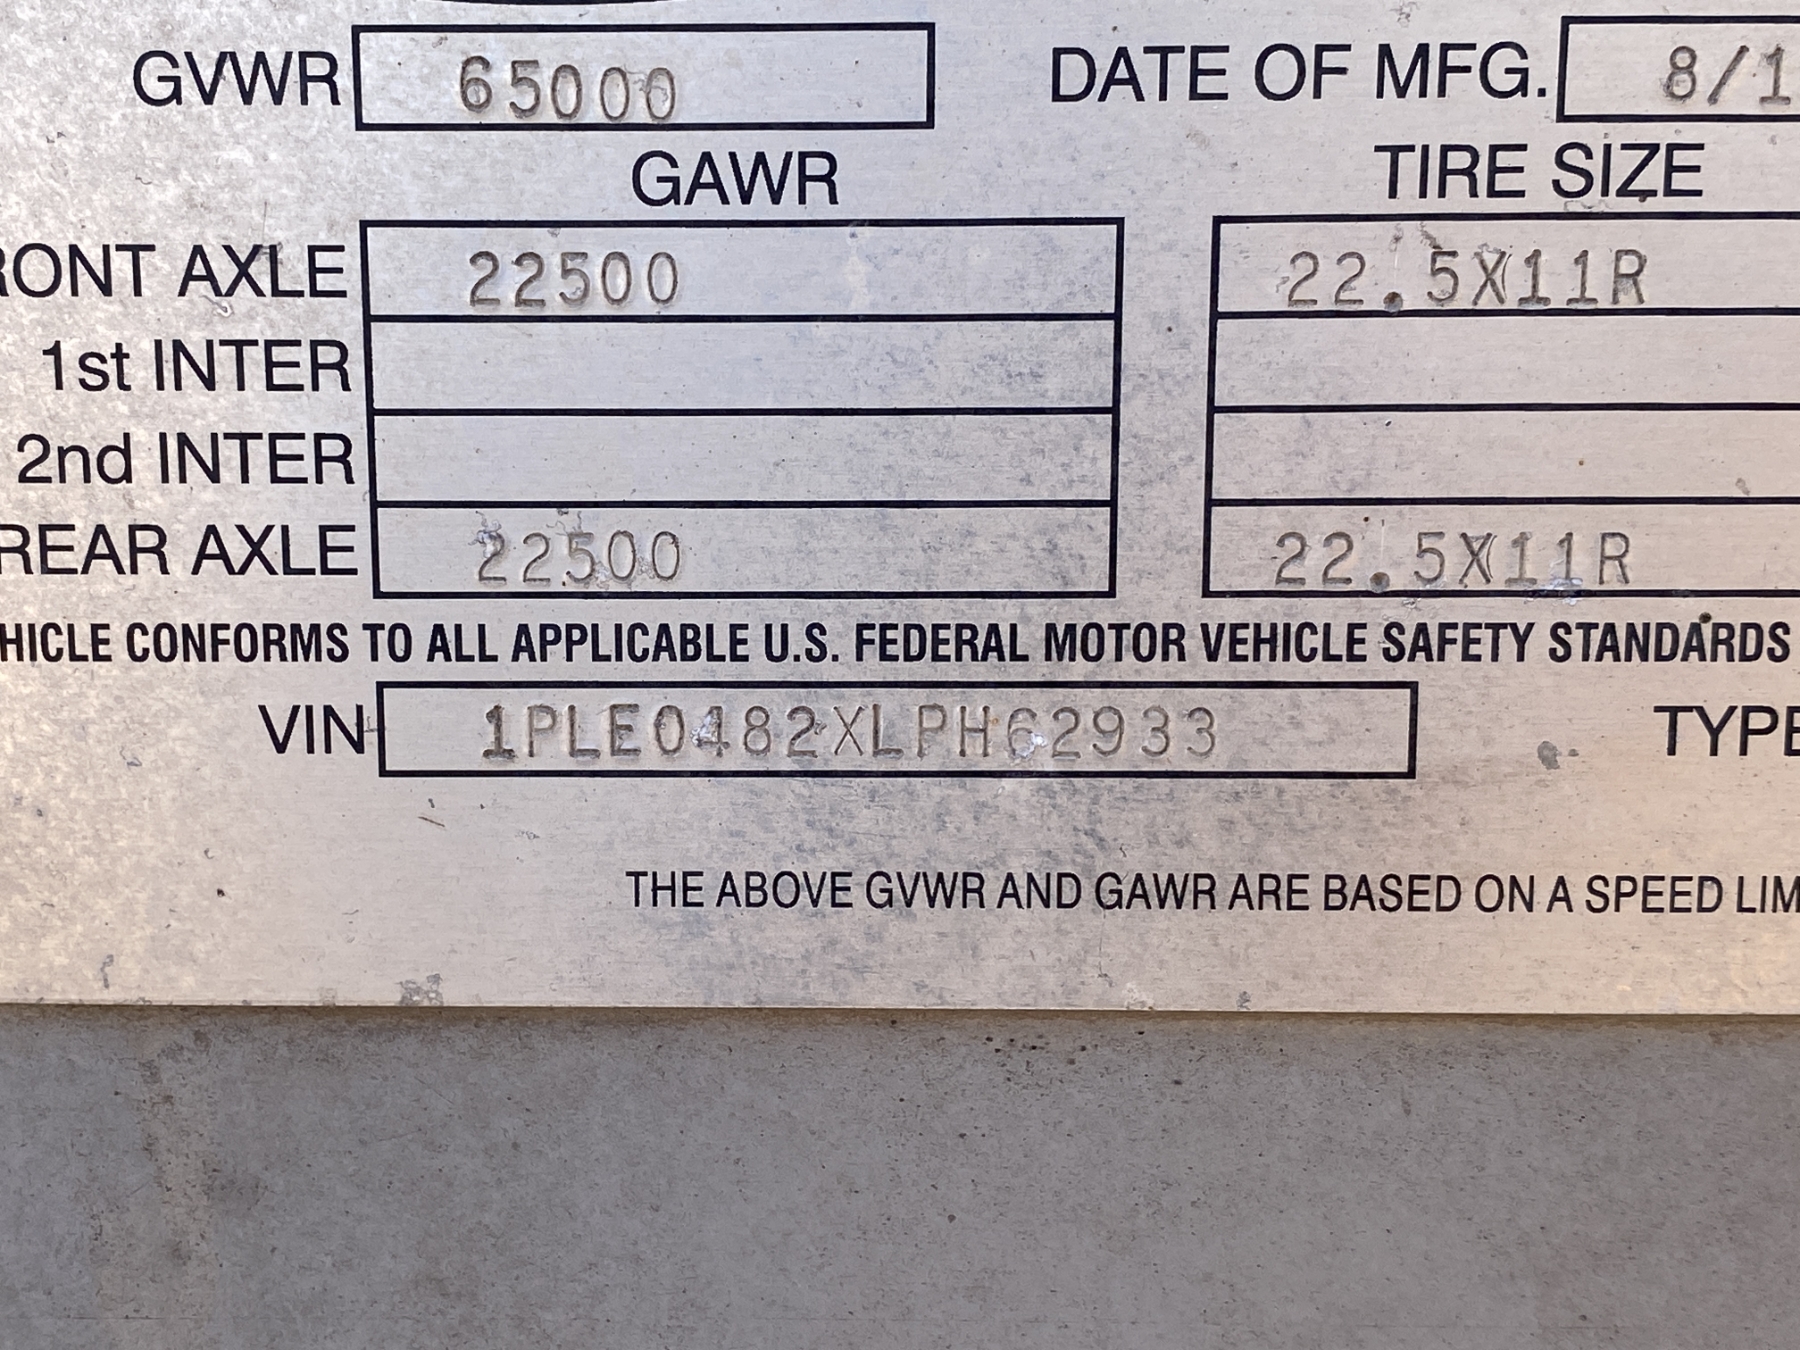 GVWR 65000 DATE OF MFG. 8/1
GAWR TIRE SIZE
RONT AXLE 22500 22.5X11R
1st INTER
2nd INTER
REAR AXLE 22500 22.5X11R
HICLE CONFORMS TO ALL APPLICABLE U.S. FEDERAL MOTOR VEHICLE SAFETY STANDARDS
VIN 1PLE0482XLPH62933 TYPE
THE ABOVE GVWR AND GAWR ARE BASED ON A SPEED LIM